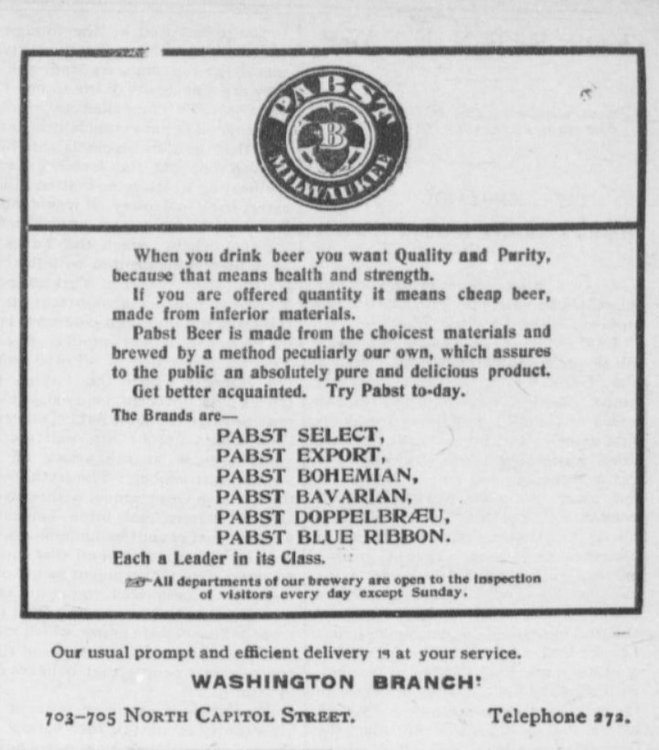 PABST
B
MILWAUKEE
When you drink beer you want Quality and Purity,
because that means health and strength.
If you are offered quantity it means cheap beer,
made from inferior materials.
Pabst Beer is made from the choicest materials and
brewed by a method peculiarly our own, which assures
to the public an absolutely pure and delicious product.
Get better acquainted. Try Pabst to-day.
The Brands are—
PABST SELECT,
PABST EXPORT,
PABST BOHEMIAN,
PABST BAVARIAN,
PABST DOPPELBRÆU,
PABST BLUE RIBBON.
Each a Leader in its Class.
☞All departments of our brewery are open to the inspection
of visitors every day except Sunday.
Our usual prompt and efficient delivery is at your service.
WASHINGTON BRANCH:
703-705 NORTH CAPITOL STREET.
Telephone 272.